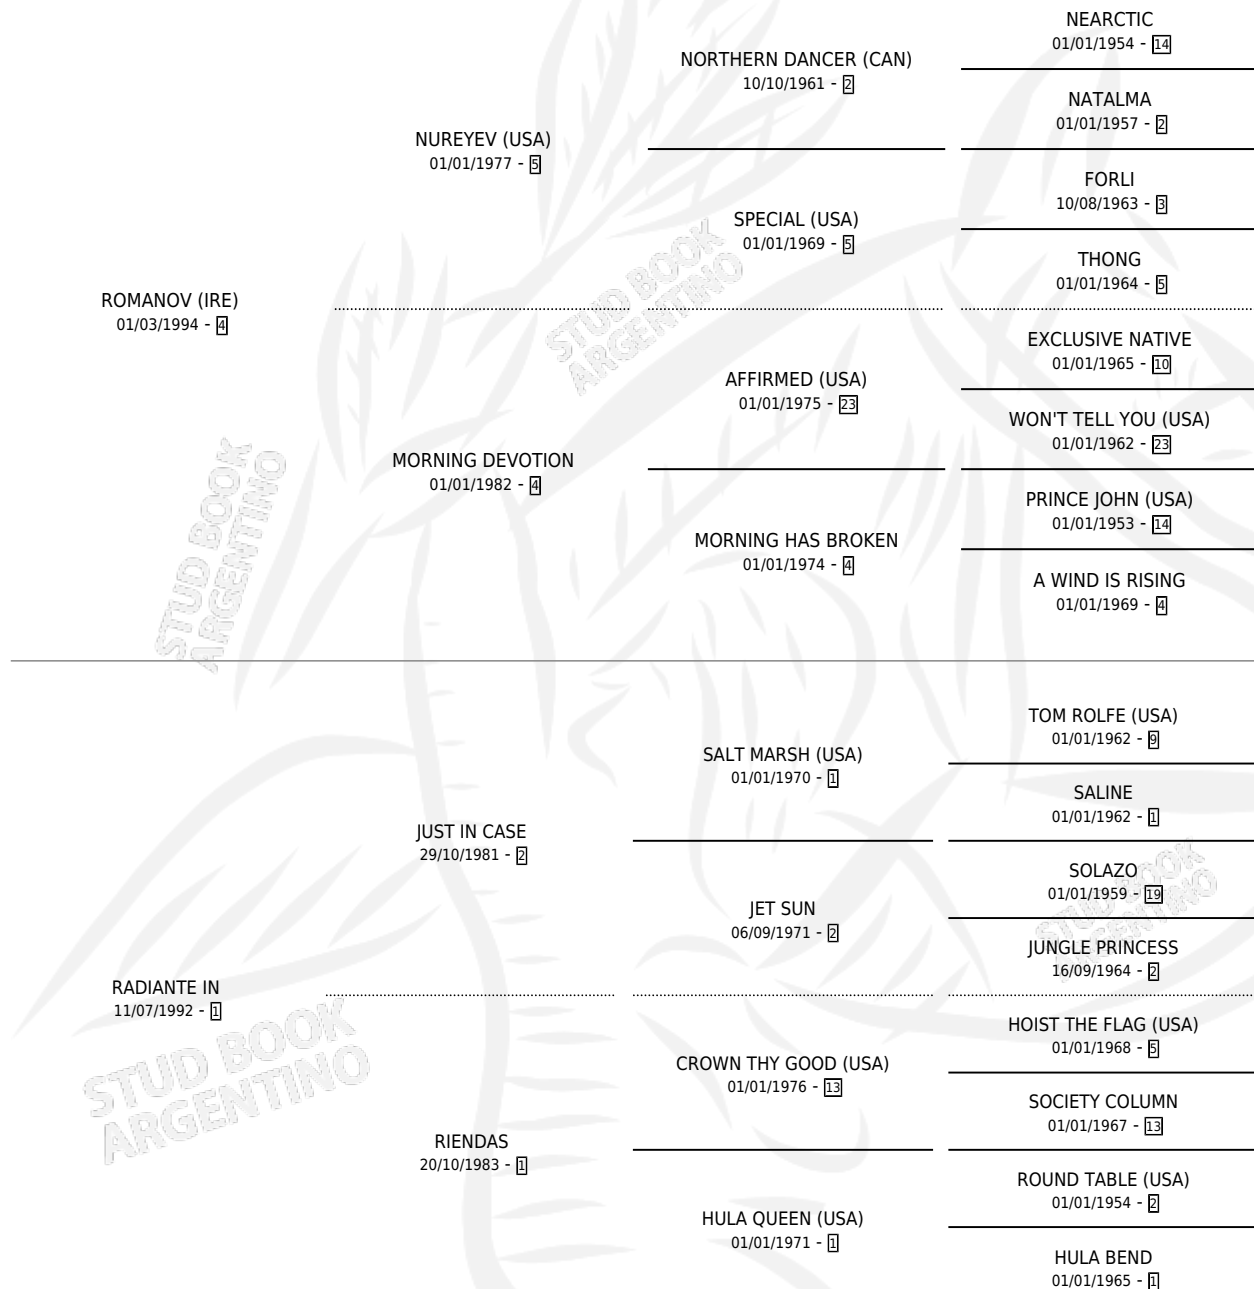 NEARCTIC
01/01/1954 - 14
NORTHERN DANCER (CAN)
10/10/1961 - 2
NATALMA
01/01/1957 - 2
NUREYEV (USA)
01/01/1977 - 5
FORLI
10/08/1963 - 3
SPECIAL (USA)
01/01/1969 - 5
THONG
01/01/1964 - 5
ROMANOV (IRE)
01/03/1994 - 4
STUD BOOK
ARGENTINO
EXCLUSIVE NATIVE
01/01/1965 - 10
AFFIRMED (USA)
01/01/1975 - 23
WON'T TELL YOU (USA)
01/01/1962 - 23
MORNING DEVOTION
01/01/1982 - 4
PRINCE JOHN (USA)
01/01/1953 - 14
MORNING HAS BROKEN
01/01/1974 - 4
A WIND IS RISING
01/01/1969 - 4
STUD BOOK
ARGENTINO
TOM ROLFE (USA)
01/01/1962 - 9
SALT MARSH (USA)
01/01/1970 - 1
SALINE
01/01/1962 - 1
JUST IN CASE
29/10/1981 - 2
SOLAZO
01/01/1959 - 19
JET SUN
06/09/1971 - 2
STUD BOOK
ARGENTINO
JUNGLE PRINCESS
16/09/1964 - 2
RADIANTE IN
11/07/1992 - 1
STUD BOOK
ARGENTINO
HOIST THE FLAG (USA)
01/01/1968 - 5
CROWN THY GOOD (USA)
01/01/1976 - 13
SOCIETY COLUMN
01/01/1967 - 13
RIENDAS
20/10/1983 - 1
ROUND TABLE (USA)
01/01/1954 - 2
HULA QUEEN (USA)
01/01/1971 - 1
HULA BEND
01/01/1965 - 1